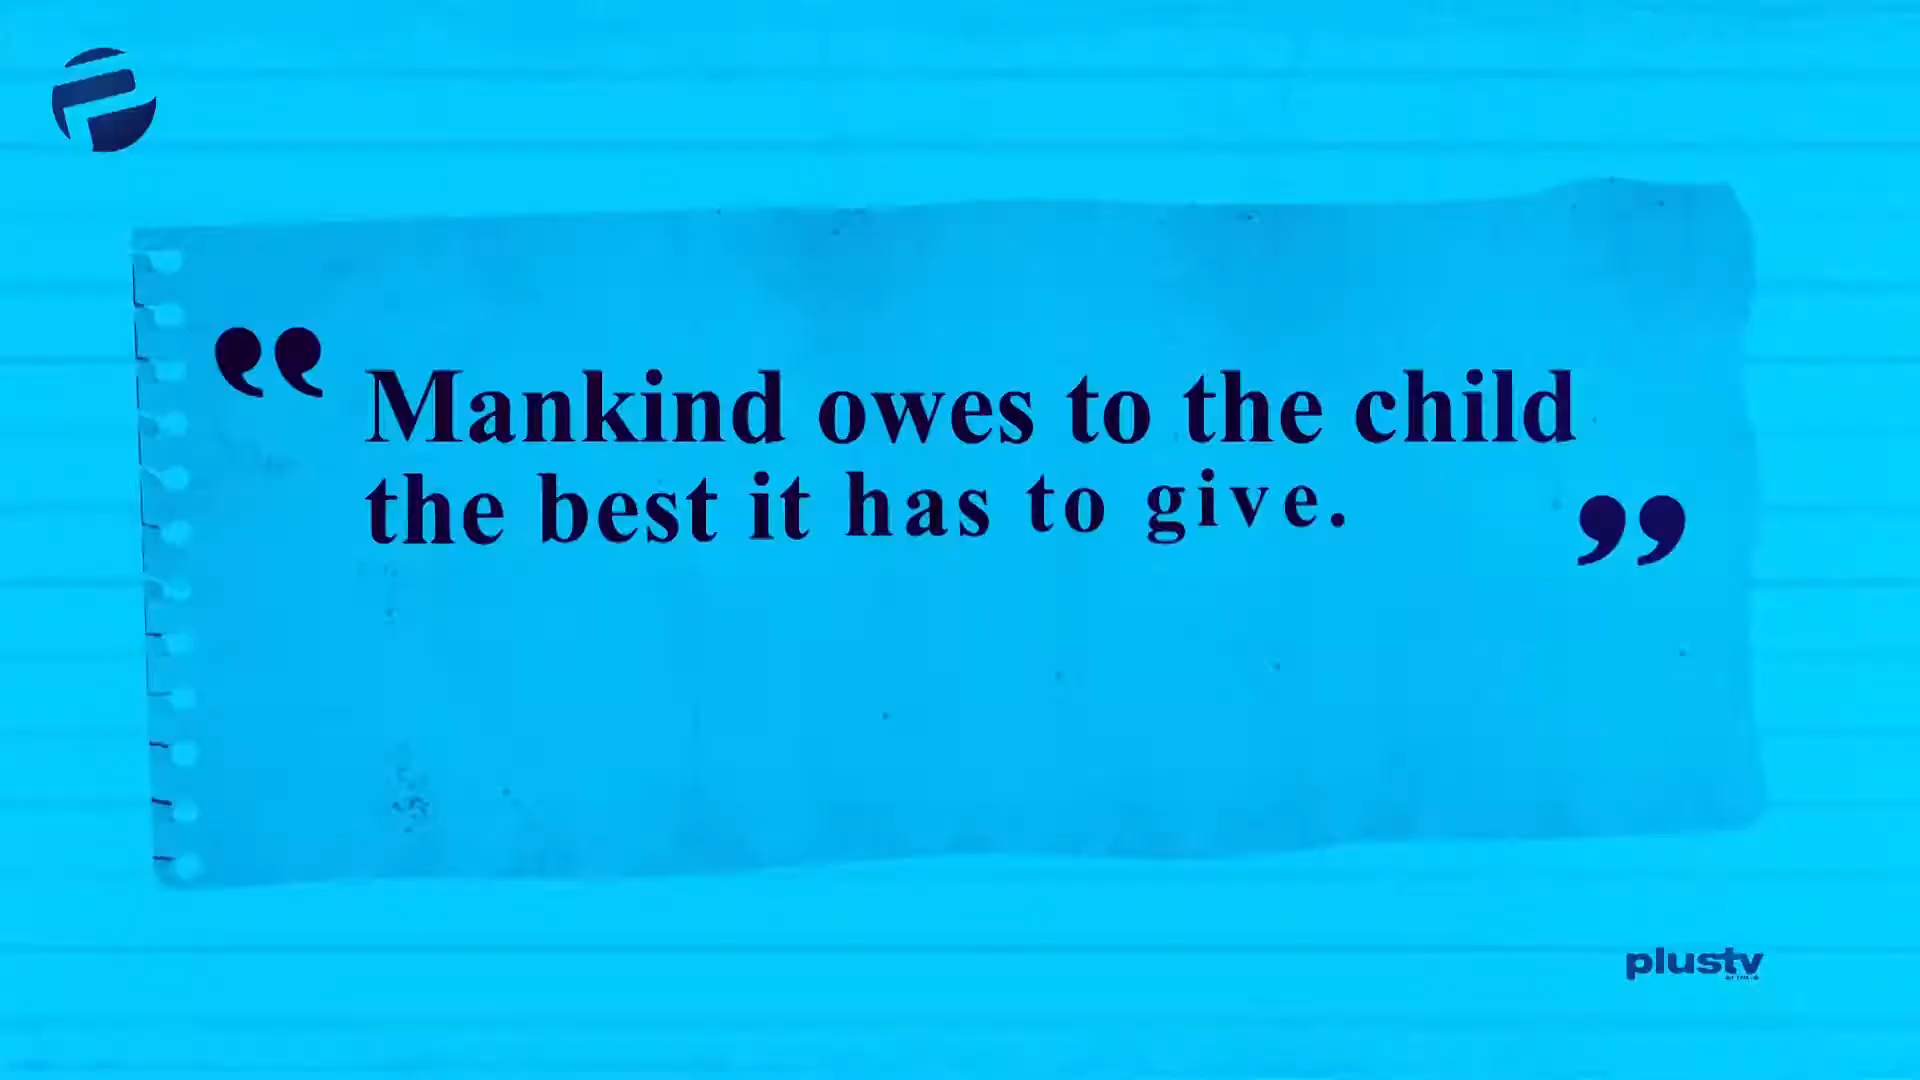 “ Mankind owes to the child
the best it has to give. ”
plustv